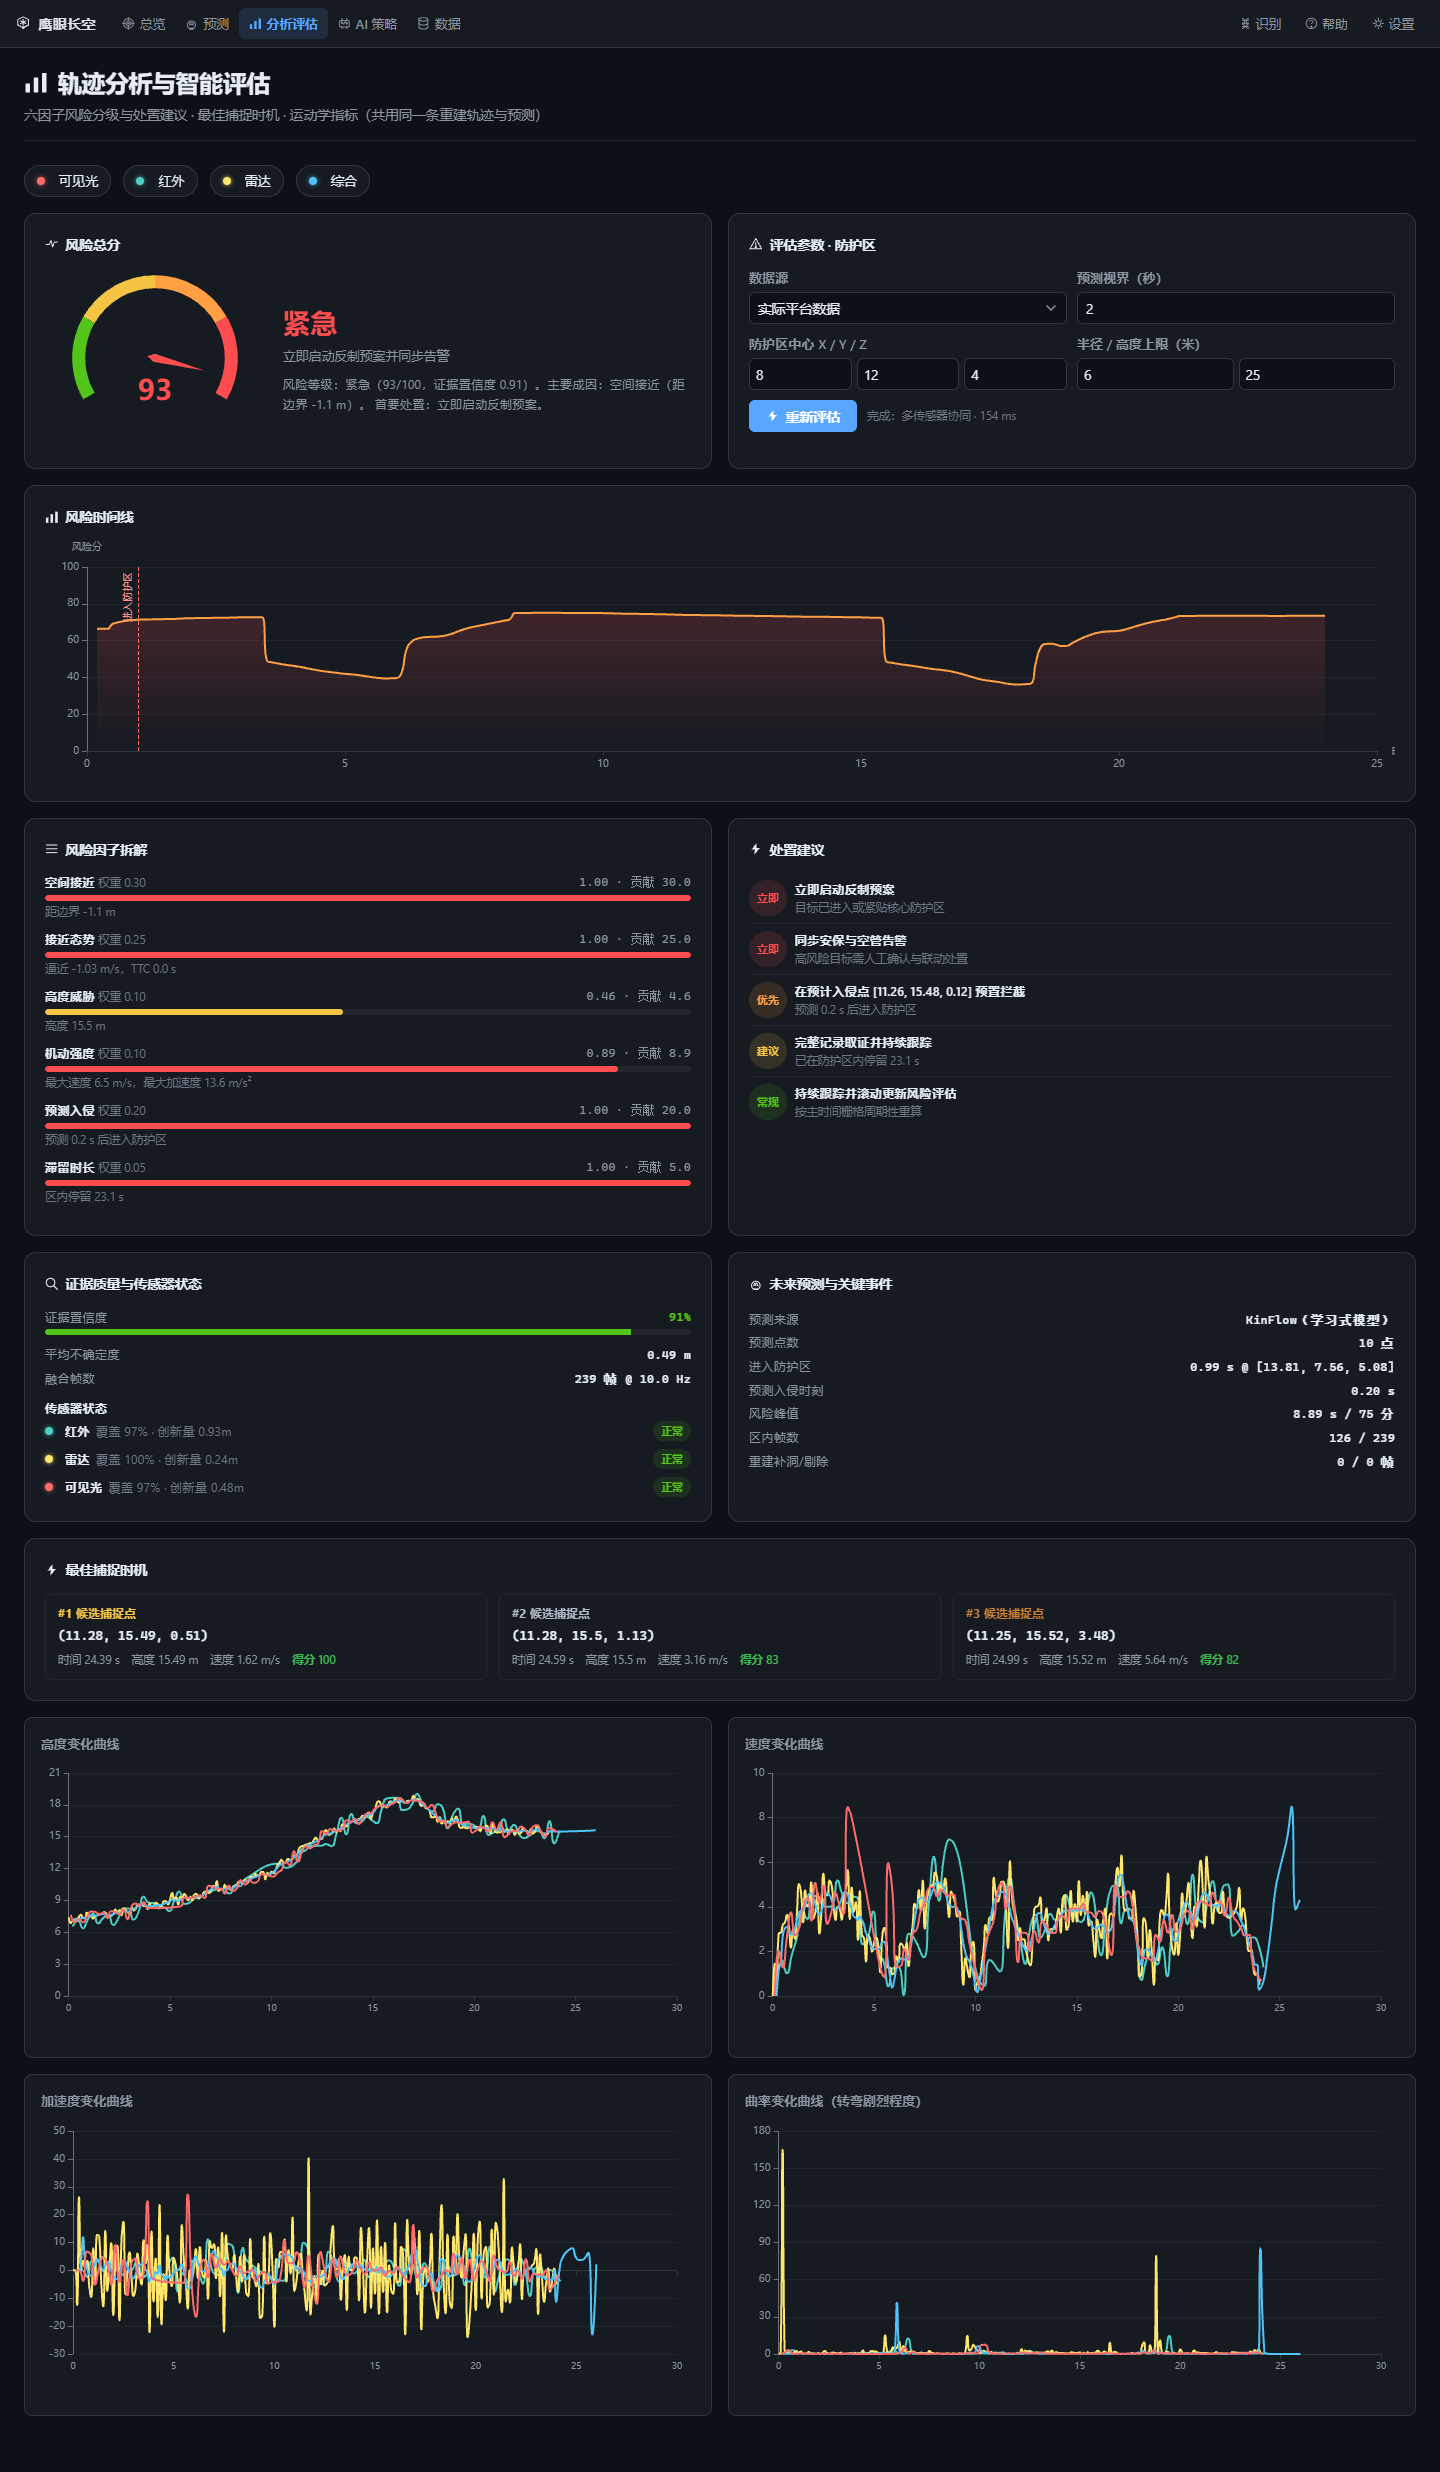 鹰眼长空 总览 预测 分析评估 AI 策略 数据 识别 帮助 设置
轨迹分析与智能评估
六因子风险分级与处置建议 · 最佳捕捉时机 · 运动学指标（共用同一条重建轨迹与预测）
可见光 红外 雷达 综合
风险总分
93
紧急
立即启动反制预案并同步告警
风险等级：紧急（93/100，证据置信度 0.91）。主要成因：空间接近（距
边界 -1.1 m）。 首要处置：立即启动反制预案。
评估参数 · 防护区
数据源 预测视界（秒）
实际平台数据 2
防护区中心 X / Y / Z 半径 / 高度上限（米）
8 12 4 6 25
重新评估 完成：多传感器协同 · 154 ms
风险时间线
风险分
100
80
60
40
20
0
进入防护区
0 5 10 15 20 25
风险因子拆解
空间接近 权重 0.30 1.00 · 贡献 30.0
距边界 -1.1 m
接近态势 权重 0.25 1.00 · 贡献 25.0
逼近 -1.03 m/s，TTC 0.0 s
高度威胁 权重 0.10 0.46 · 贡献 4.6
高度 15.5 m
机动强度 权重 0.10 0.89 · 贡献 8.9
最大速度 6.5 m/s，最大加速度 13.6 m/s²
预测入侵 权重 0.20 1.00 · 贡献 20.0
预测 0.2 s 后进入防护区
滞留时长 权重 0.05 1.00 · 贡献 5.0
区内停留 23.1 s
处置建议
立即 立即启动反制预案
目标已进入或紧贴核心防护区
立即 同步安保与空管告警
高风险目标需人工确认与联动处置
优先 在预计入侵点 [11.26, 15.48, 0.12] 预置拦截
预测 0.2 s 后进入防护区
建议 完整记录取证并持续跟踪
已在防护区内停留 23.1 s
常规 持续跟踪并滚动更新风险评估
按主时间栅格周期性重算
证据质量与传感器状态
证据置信度 91%
平均不确定度 0.49 m
融合帧数 239 帧 @ 10.0 Hz
传感器状态
红外 覆盖 97% · 创新量 0.93m 正常
雷达 覆盖 100% · 创新量 0.24m 正常
可见光 覆盖 97% · 创新量 0.48m 正常
未来预测与关键事件
预测来源 KinFlow（学习式模型）
预测点数 10 点
进入防护区 0.99 s @ [13.81, 7.56, 5.08]
预测入侵时刻 0.20 s
风险峰值 8.89 s / 75 分
区内帧数 126 / 239
重建补洞/剔除 0 / 0 帧
最佳捕捉时机
#1 候选捕捉点
(11.28, 15.49, 0.51)
时间 24.39 s 高度 15.49 m 速度 1.62 m/s 得分 100
#2 候选捕捉点
(11.28, 15.5, 1.13)
时间 24.59 s 高度 15.5 m 速度 3.16 m/s 得分 83
#3 候选捕捉点
(11.25, 15.52, 3.48)
时间 24.99 s 高度 15.52 m 速度 5.64 m/s 得分 82
高度变化曲线
21
18
15
12
9
6
3
0
0 5 10 15 20 25 30
速度变化曲线
10
8
6
4
2
0
0 5 10 15 20 25 30
加速度变化曲线
50
40
30
20
10
0
-10
-20
-30
0 5 10 15 20 25 30
曲率变化曲线（转弯剧烈程度）
180
150
120
90
60
30
0
0 5 10 15 20 25 30